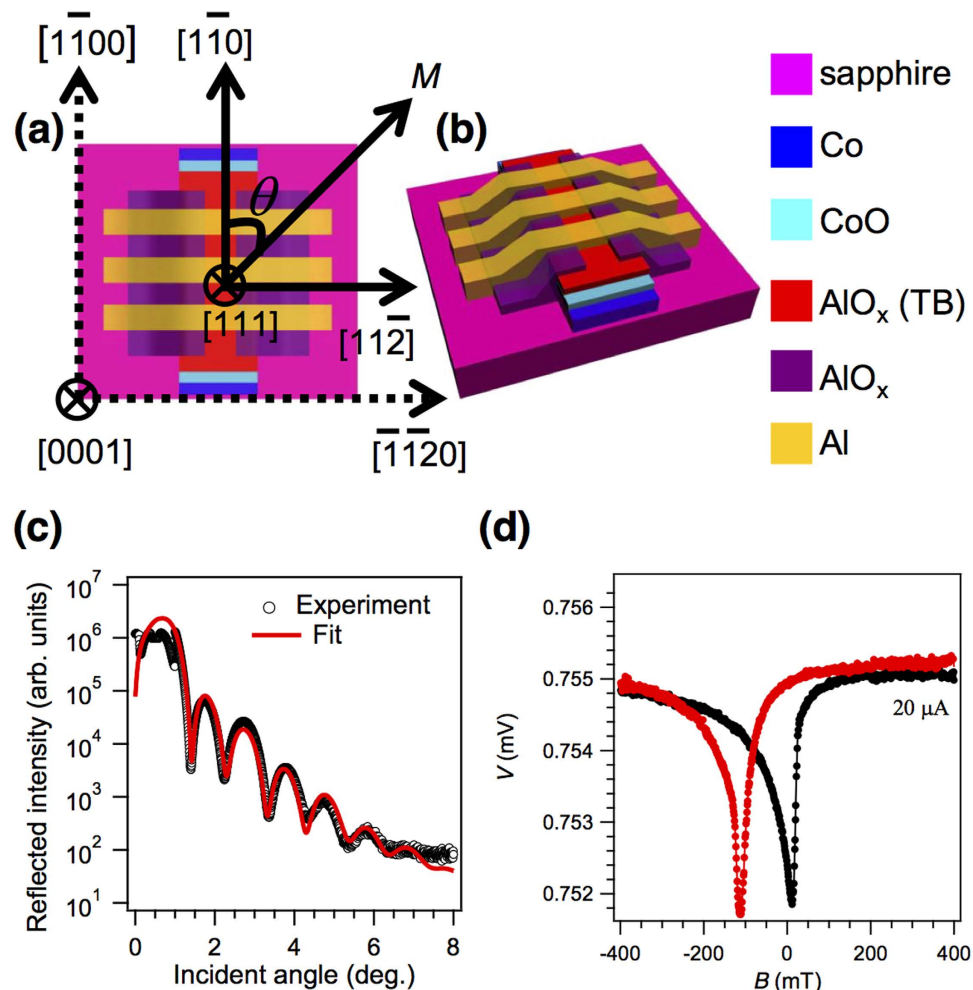 [11̄00]
[11̄0]
M
(a)
θ
[111]
[112̄]
[0001]
[1̄1̄20]
(b)
sapphire
Co
CoO
AlOₓ (TB)
AlOₓ
Al
(c)
Reflected intensity (arb. units)
10⁷
10⁶
10⁵
10⁴
10³
10²
10¹
Experiment
Fit
0 2 4 6 8
Incident angle (deg.)
(d)
V (mV)
0.756
0.755
0.754
0.753
0.752
20 μA
-400 -200 0 200 400
B (mT)